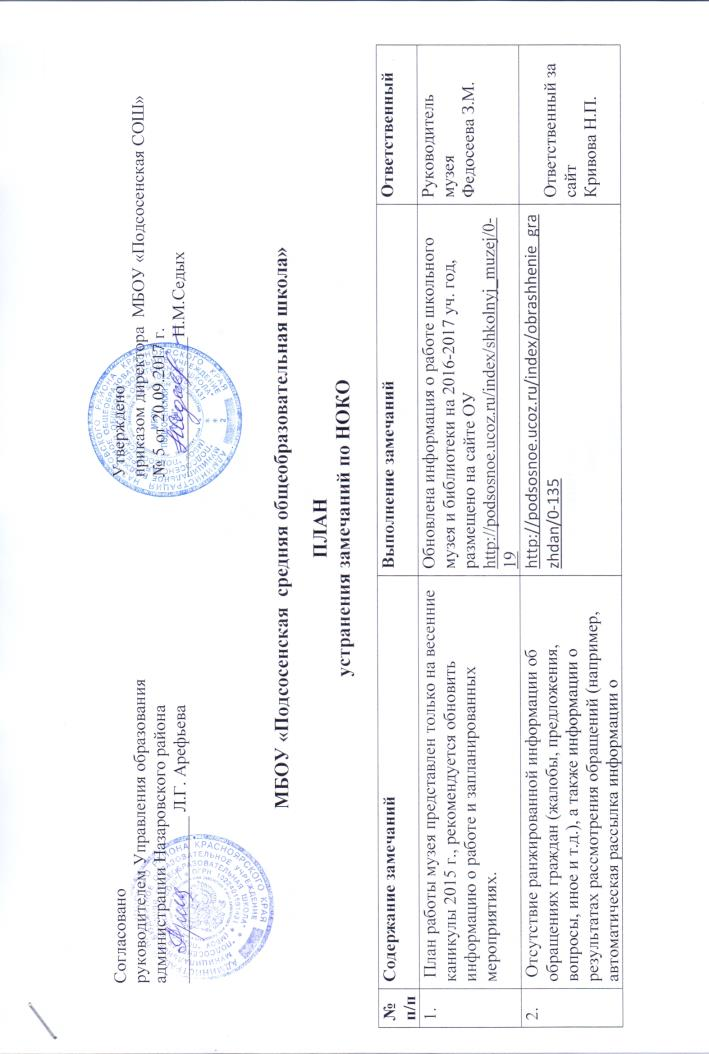 Согласовано
руководителем Управления образования
администрации Назаровского района
Л.Г. Арефьева
Утверждено
приказом директора МБОУ «Подсосенская СОШ»
№ 5 от 20.09.2017 г.
Н.М.Седых
МБОУ «Подсосенская средняя общеобразовательная школа»
ПЛАН
устранения замечаний по НОКО
№ п/п
Содержание замечаний
Выполнение замечаний
Ответственный
1.
План работы музея представлен только на весенние
каникулы 2015 г., рекомендуется обновить
информацию о работе и запланированных
мероприятиях.
Обновлена информация о работе школьного
музея и библиотеки на 2016-2017 уч. год,
размещено на сайте ОУ
http://podsosnoe.ucoz.ru/index/shkolnyj_muzej/0-
19
Руководитель
музея
Федосеева З.М.
2.
Отсутствие ранжированной информации об
обращениях граждан (жалобы, предложения,
вопросы, иное и т.д.), а также информации о
результатах рассмотрения обращений (например,
автоматическая рассылка информации о
http://podsosnoe.ucoz.ru/index/obrashhenie_gra
zhdan/0-135
Ответственный за
сайт
Кривова Н.П.